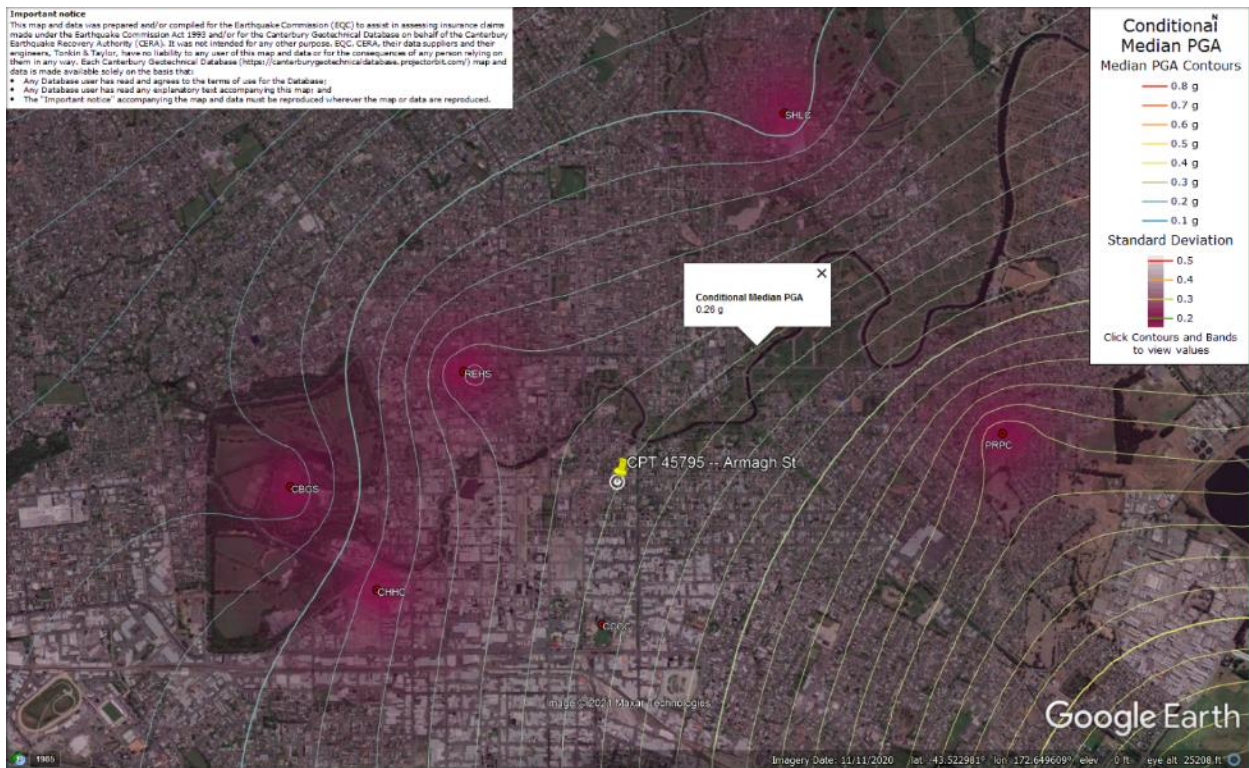 Important notice
This map and data was prepared and/or compiled for the Earthquake Commission (EQC) to assist in assessing insurance claims
made under the Earthquake Commission Act 1993 and/or for the Canterbury Geotechnical Database on behalf of the Canterbury
Earthquake Recovery Authority (CERA). It was not intended for any other purpose. EQC, CERA, their data suppliers and their
engineers, Tonkin & Taylor, have no liability to any user of this map and data or for the consequences of any person relying on
them in any way. Each Canterbury Geotechnical Database (https://canterburygeotechnicaldatabase.projectorbit.com/) map and
data is made available solely on the basis that:
• Any Database user has read and agrees to the terms of use for the Database;
• Any Database user has read any explanatory text accompanying this map; and
• The "Important notice" accompanying the map and data must be reproduced wherever the map or data are reproduced.
N
Conditional
Median PGA
Median PGA Contours
0.8 g
0.7 g
0.6 g
0.5 g
0.4 g
0.3 g
0.2 g
0.1 g
Standard Deviation
0.5
0.4
0.3
0.2
Click Contours and Bands
to view values
SHLC
Conditional Median PGA
0.26 g
REHS
PRPC
CPT 45795 -- Armagh St
CBGS
CHHC
CCCC
Image © 2021 Maxar Technologies
Google Earth
1985
Imagery Date: 11/11/2020 lat -43.522981° lon 172.649609° elev 0 ft eye alt 25208 ft